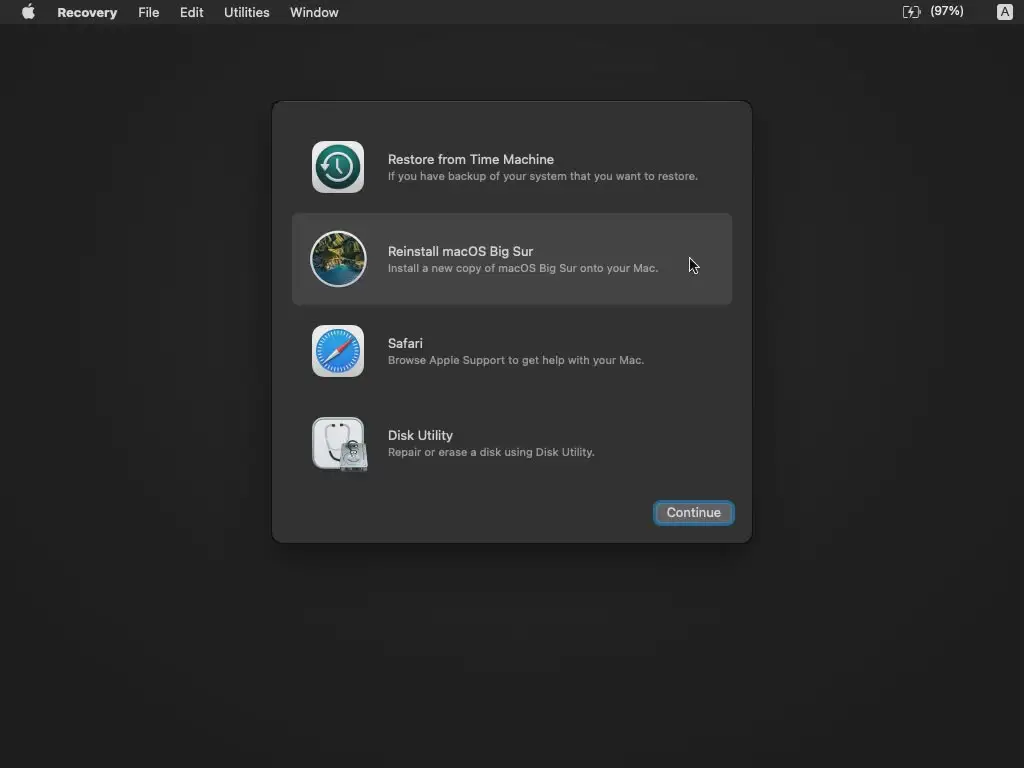 Recovery File Edit Utilities Window (97%) A
Restore from Time Machine
If you have backup of your system that you want to restore.
Reinstall macOS Big Sur
Install a new copy of macOS Big Sur onto your Mac.
Safari
Browse Apple Support to get help with your Mac.
Disk Utility
Repair or erase a disk using Disk Utility.
Continue